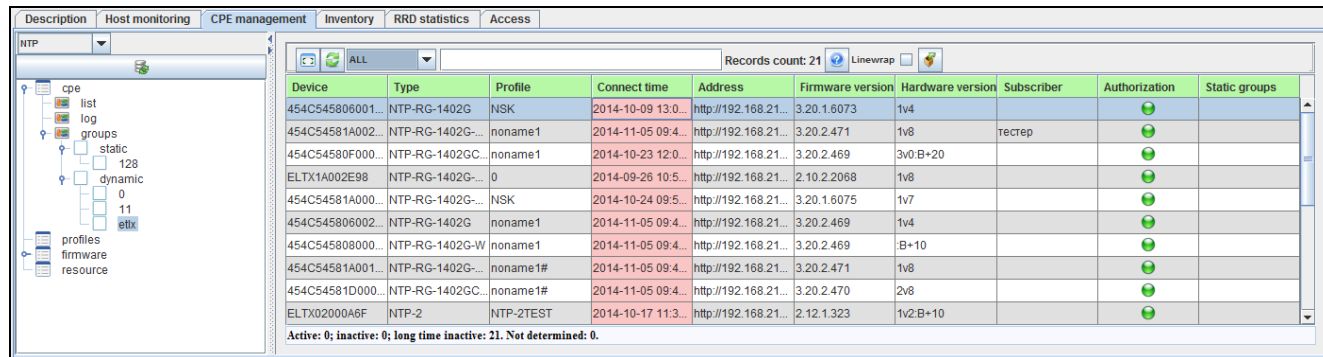 Description Host monitoring CPE management Inventory RRD statistics Access
NTP
ALL Records count: 21 Linewrap
cpe
list
log
groups
static
128
dynamic
0
11
etlx
profiles
firmware
resource
Device Type Profile Connect time Address Firmware version Hardware version Subscriber Authorization Static groups
454C545806001... NTP-RG-1402G NSK 2014-10-09 13:0... http://192.168.21... 3.20.1.6073 1v4
454C54581A002... NTP-RG-1402G-... noname1 2014-11-05 09:4... http://192.168.21... 3.20.2.471 1v8 тестер
454C54580F000... NTP-RG-1402GC... noname1 2014-10-23 12:0... http://192.168.21... 3.20.2.469 3v0:B+20
ELTX1A002E98 NTP-RG-1402G-... 0 2014-09-26 10:5... http://192.168.21... 2.10.2.2068 1v8
454C54581A000... NTP-RG-1402G-... NSK 2014-10-24 09:5... http://192.168.21... 3.20.1.6075 1v7
454C545806002... NTP-RG-1402G noname1 2014-11-05 09:4... http://192.168.21... 3.20.2.469 1v4
454C545808000... NTP-RG-1402G-W noname1 2014-11-05 09:4... http://192.168.21... 3.20.2.469 :B+10
454C54581A001... NTP-RG-1402G-... noname1# 2014-11-05 09:4... http://192.168.21... 3.20.2.471 1v8
454C54581D000... NTP-RG-1402GC... noname1# 2014-11-05 09:4... http://192.168.21... 3.20.2.470 2v8
ELTX02000A6F NTP-2 NTP-2TEST 2014-10-17 11:3... http://192.168.21... 2.12.1.323 1v2:B+10
Active: 0; inactive: 0; long time inactive: 21. Not determined: 0.